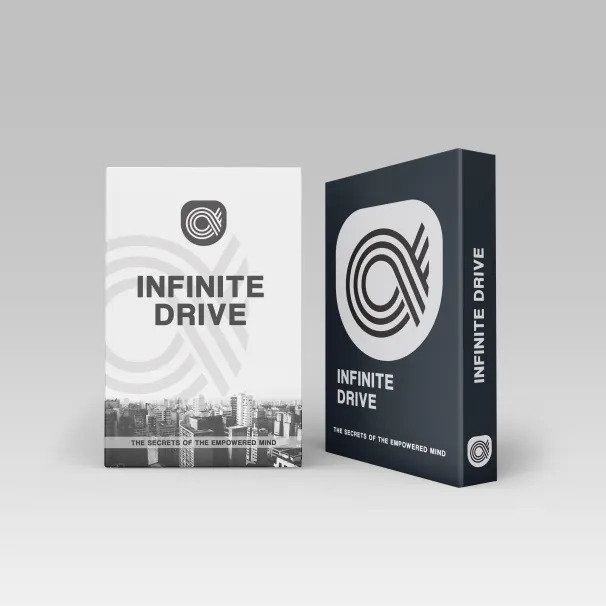 INFINITE
DRIVE
THE SECRETS OF THE EMPOWERED MIND
INFINITE
DRIVE
THE SECRETS OF THE EMPOWERED MIND
INFINITE DRIVE